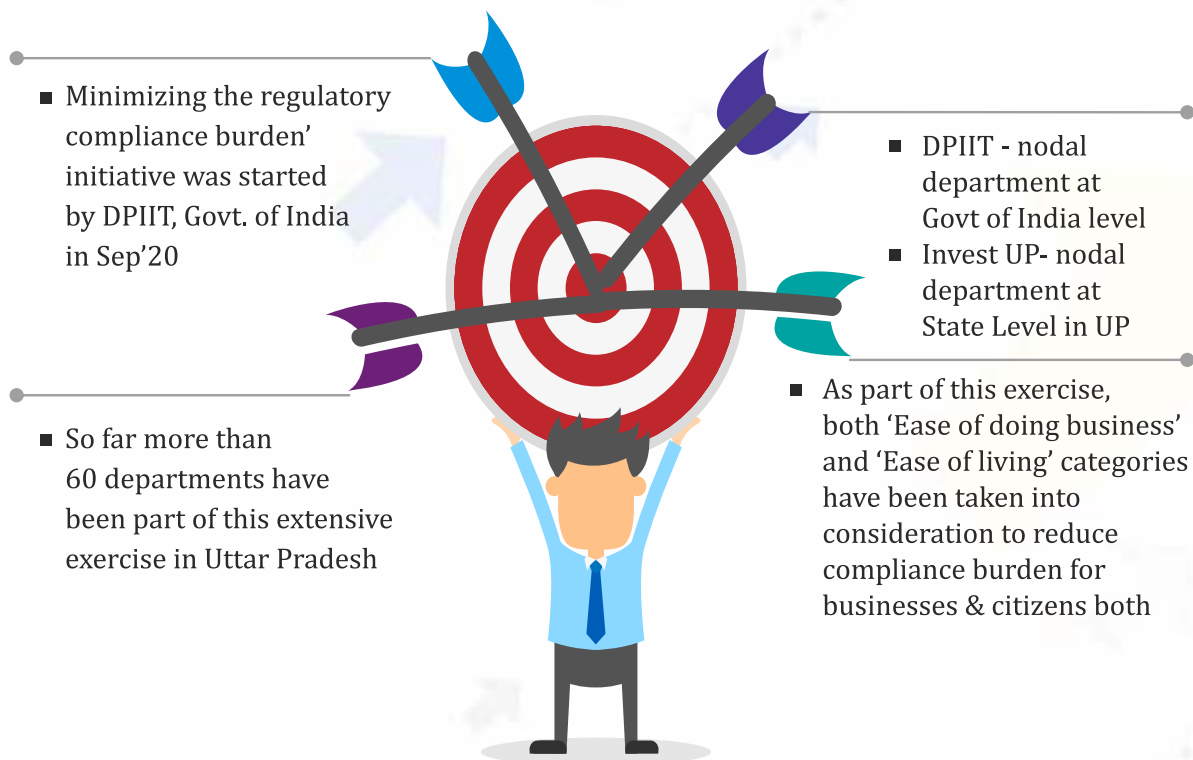 ■ Minimizing the regulatory
compliance burden’
initiative was started
by DPIIT, Govt. of India
in Sep’20
■ So far more than
60 departments have
been part of this extensive
exercise in Uttar Pradesh
■ DPIIT - nodal
department at
Govt of India level
■ Invest UP- nodal
department at
State Level in UP
■ As part of this exercise,
both ‘Ease of doing business’
and ‘Ease of living’ categories
have been taken into
consideration to reduce
compliance burden for
businesses & citizens both